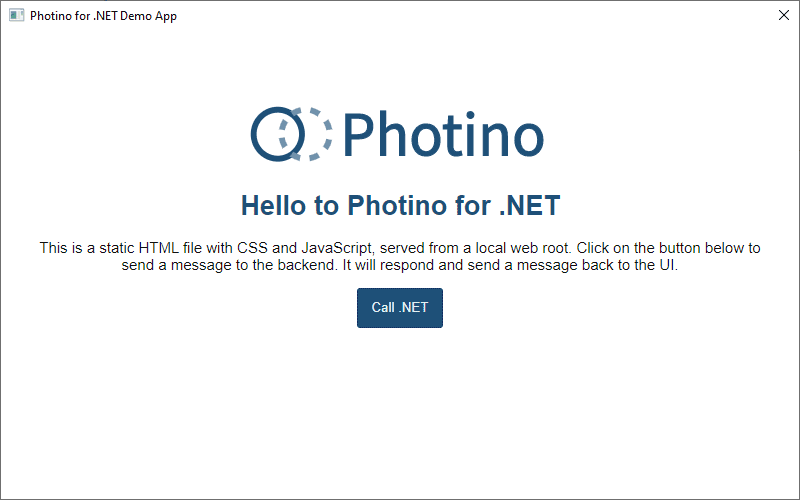 Photino for .NET Demo App
Photino
Hello to Photino for .NET
This is a static HTML file with CSS and JavaScript, served from a local web root. Click on the button below to
send a message to the backend. It will respond and send a message back to the UI.
Call .NET